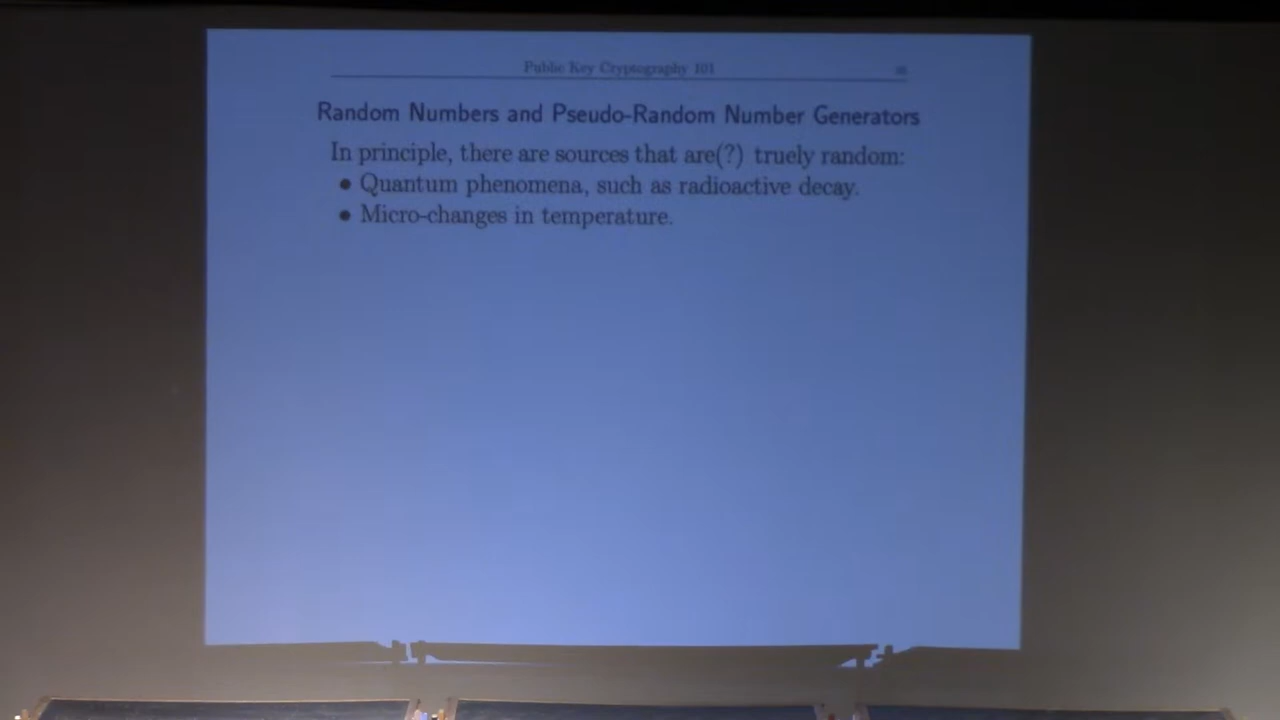 Public Key Cryptography 101
Random Numbers and Pseudo-Random Number Generators
In principle, there are sources that are(?) truely random:
• Quantum phenomena, such as radioactive decay.
• Micro-changes in temperature.